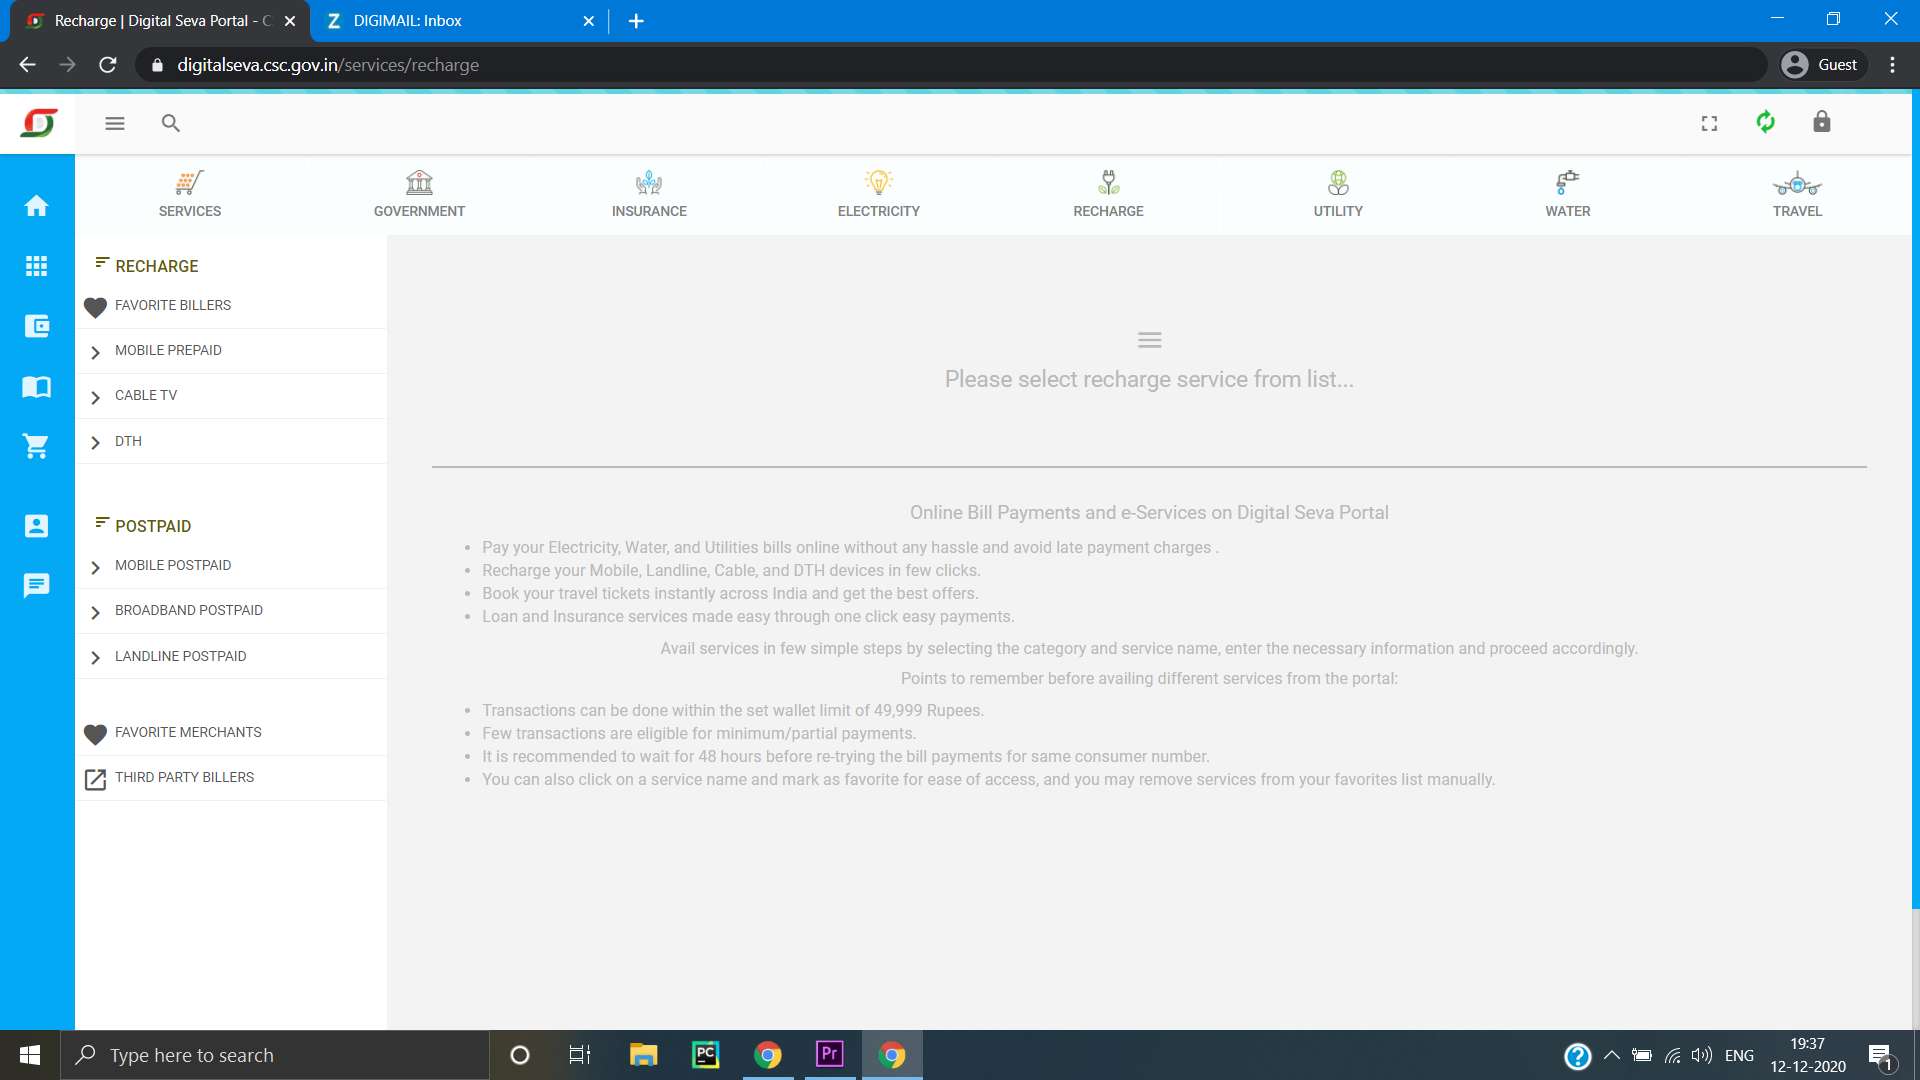 Recharge | Digital Seva Portal - C
DIGIMAIL: Inbox
digitalseva.csc.gov.in/services/recharge
Guest
SERVICES
GOVERNMENT
INSURANCE
ELECTRICITY
RECHARGE
UTILITY
WATER
TRAVEL
RECHARGE
FAVORITE BILLERS
MOBILE PREPAID
CABLE TV
DTH
POSTPAID
MOBILE POSTPAID
BROADBAND POSTPAID
LANDLINE POSTPAID
FAVORITE MERCHANTS
THIRD PARTY BILLERS
Please select recharge service from list...
Online Bill Payments and e-Services on Digital Seva Portal
Pay your Electricity, Water, and Utilities bills online without any hassle and avoid late payment charges .
Recharge your Mobile, Landline, Cable, and DTH devices in few clicks.
Book your travel tickets instantly across India and get the best offers.
Loan and Insurance services made easy through one click easy payments.
Avail services in few simple steps by selecting the category and service name, enter the necessary information and proceed accordingly.
Points to remember before availing different services from the portal:
Transactions can be done within the set wallet limit of 49,999 Rupees.
Few transactions are eligible for minimum/partial payments.
It is recommended to wait for 48 hours before re-trying the bill payments for same consumer number.
You can also click on a service name and mark as favorite for ease of access, and you may remove services from your favorites list manually.
Type here to search
PC
Pr
ENG
19:37
12-12-2020
1